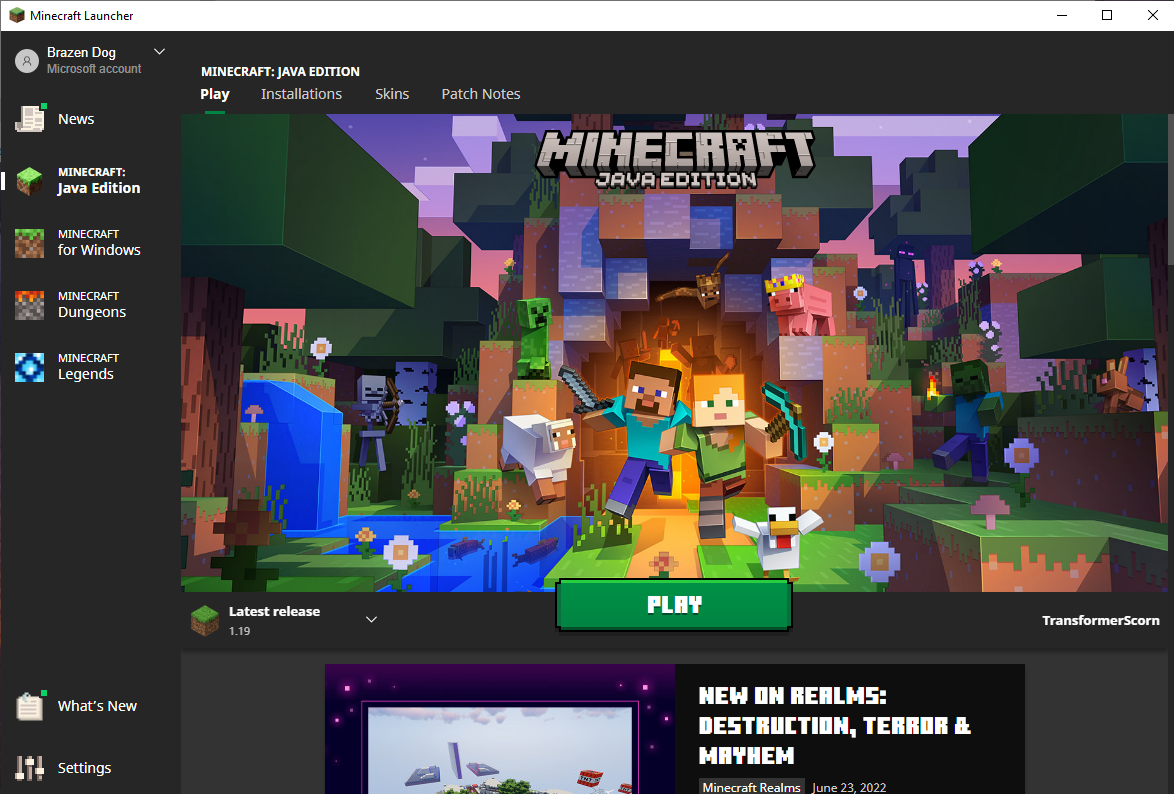 Minecraft Launcher
Brazen Dog
Microsoft account
News
MINECRAFT:
Java Edition
MINECRAFT
for Windows
MINECRAFT
Dungeons
MINECRAFT
Legends
What's New
Settings
MINECRAFT: JAVA EDITION
Play Installations Skins Patch Notes
MINECRAFT
JAVA EDITION
Latest release
1.19
PLAY
TransformerScorn
TNT
NEW ON REALMS:
DESTRUCTION, TERROR &
MAYHEM
Minecraft Realms June 23, 2022